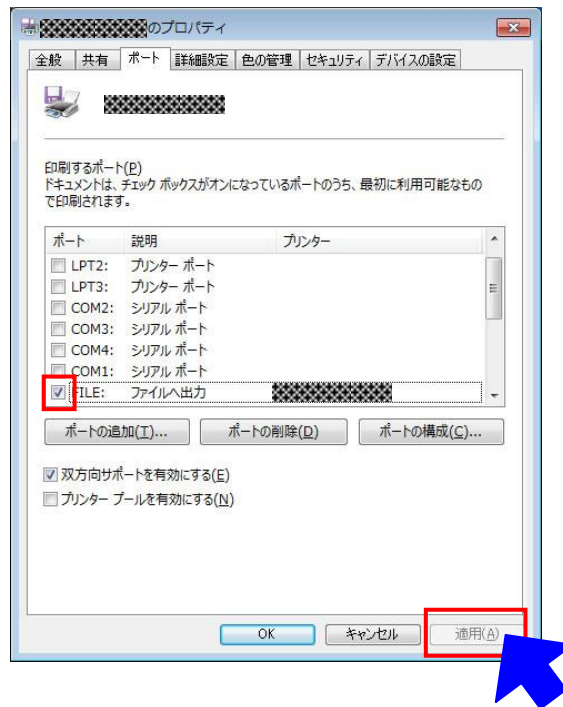 のプロパティ
全般 共有 ポート 詳細設定 色の管理 セキュリティ デバイスの設定
印刷するポート(P)
ドキュメントは、チェック ボックスがオンになっているポートのうち、最初に利用可能なもの
で印刷されます。
ポート 説明 プリンター
LPT2: プリンター ポート
LPT3: プリンター ポート
COM2: シリアル ポート
COM3: シリアル ポート
COM4: シリアル ポート
COM1: シリアル ポート
FILE: ファイルへ出力
ポートの追加(T)... ポートの削除(D) ポートの構成(C)...
双方向サポートを有効にする(E)
プリンター プールを有効にする(N)
OK キャンセル 適用(A)